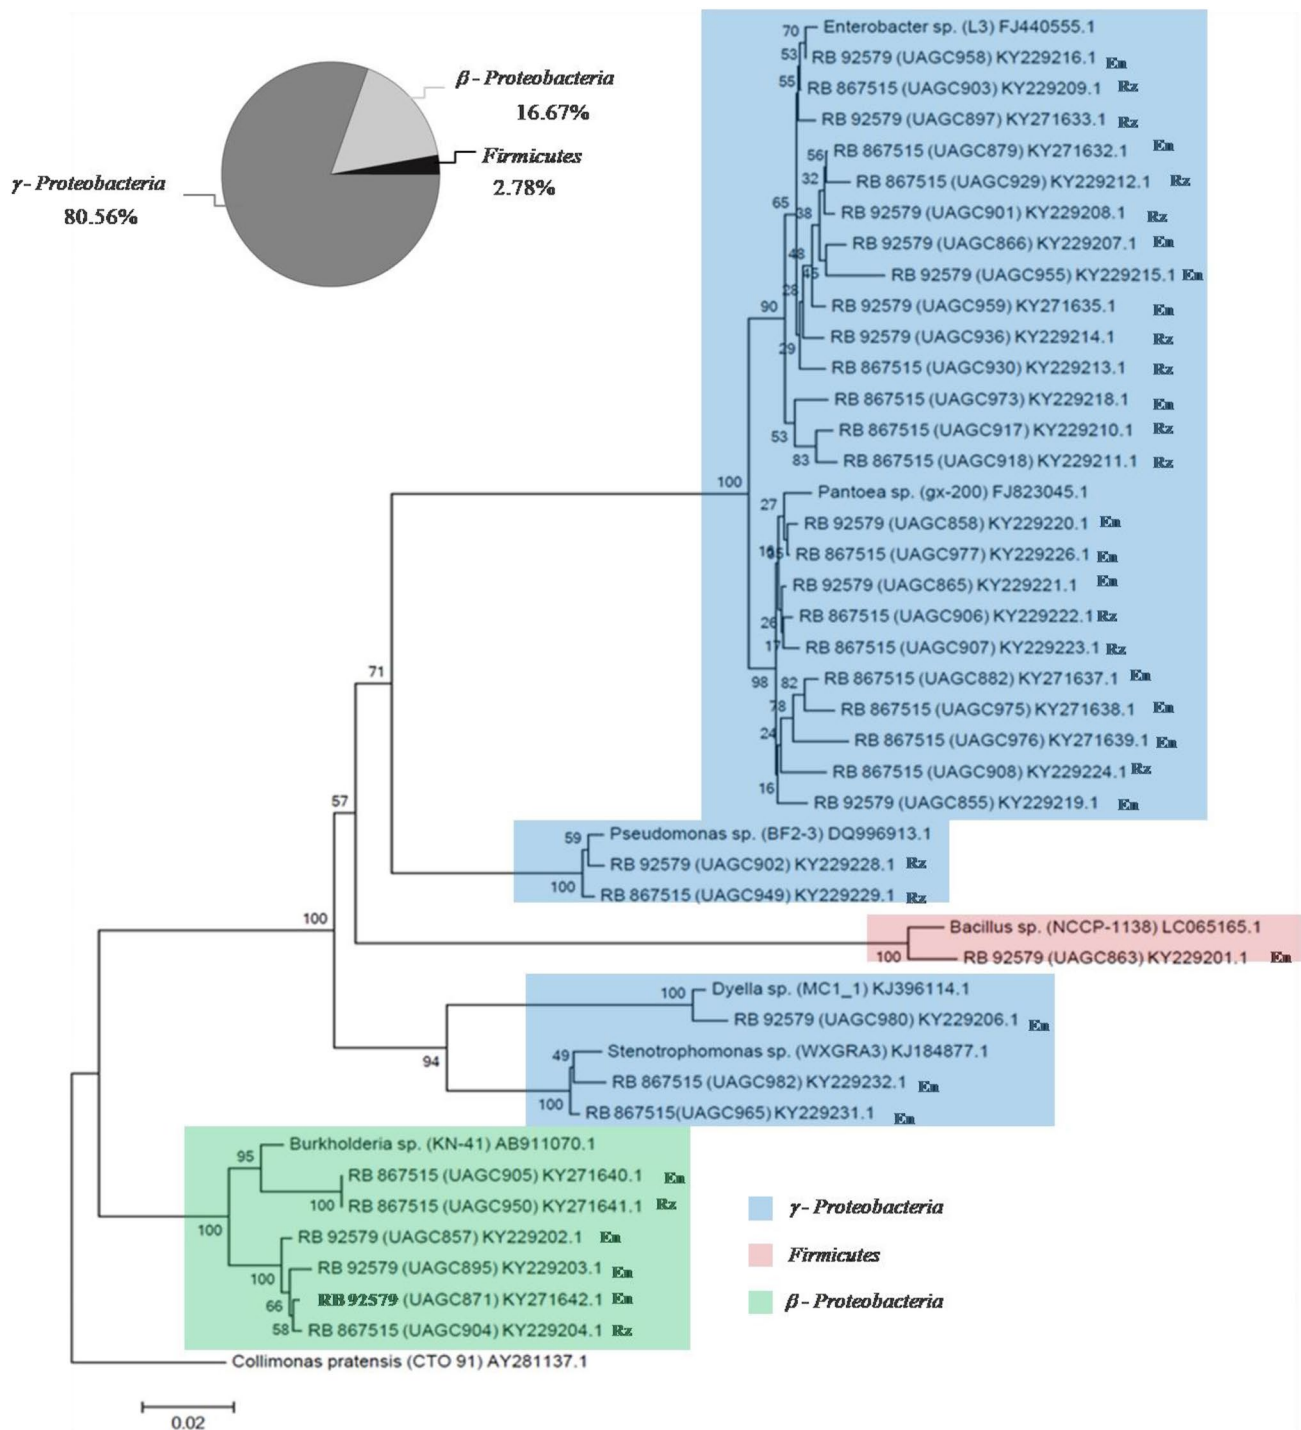 β - Proteobacteria
16.67%
Firmicutes
2.78%
γ - Proteobacteria
80.56%
70
Enterobacter sp. (L3) FJ440555.1
53
RB 92579 (UAGC958) KY229216.1 En
55
RB 867515 (UAGC903) KY229209.1 Rz
RB 92579 (UAGC897) KY271633.1 Rz
56
RB 867515 (UAGC879) KY271632.1 En
32
RB 867515 (UAGC929) KY229212.1 Rz
65
38
RB 92579 (UAGC901) KY229208.1 Rz
48
RB 92579 (UAGC866) KY229207.1 En
45
RB 92579 (UAGC955) KY229215.1 En
28
90
RB 92579 (UAGC959) KY271635.1 En
29
RB 92579 (UAGC936) KY229214.1 Rz
RB 867515 (UAGC930) KY229213.1 Rz
RB 867515 (UAGC973) KY229218.1 En
53
RB 867515 (UAGC917) KY229210.1 Rz
83
RB 867515 (UAGC918) KY229211.1 Rz
100
27
Pantoea sp. (gx-200) FJ823045.1
RB 92579 (UAGC858) KY229220.1 En
RB 867515 (UAGC977) KY229226.1 En
RB 92579 (UAGC865) KY229221.1 En
26
RB 867515 (UAGC906) KY229222.1 Rz
17
RB 867515 (UAGC907) KY229223.1 Rz
71
98
82
RB 867515 (UAGC882) KY271637.1 En
78
RB 867515 (UAGC975) KY271638.1 En
24
RB 867515 (UAGC976) KY271639.1 En
RB 867515 (UAGC908) KY229224.1 Rz
16
RB 92579 (UAGC855) KY229219.1 En
57
59
Pseudomonas sp. (BF2-3) DQ996913.1
RB 92579 (UAGC902) KY229228.1 Rz
100
RB 867515 (UAGC949) KY229229.1 Rz
100
Bacillus sp. (NCCP-1138) LC065165.1
100
RB 92579 (UAGC863) KY229201.1 En
100
Dyella sp. (MC1_1) KJ396114.1
RB 92579 (UAGC980) KY229206.1 En
94
49
Stenotrophomonas sp. (WXGRA3) KJ184877.1
RB 867515 (UAGC982) KY229232.1 En
100
RB 867515(UAGC965) KY229231.1 En
95
Burkholderia sp. (KN-41) AB911070.1
RB 867515 (UAGC905) KY271640.1 En
100
RB 867515 (UAGC950) KY271641.1 Rz
100
RB 92579 (UAGC857) KY229202.1 En
100
RB 92579 (UAGC895) KY229203.1 En
66
RB 92579 (UAGC871) KY271642.1 En
58
RB 867515 (UAGC904) KY229204.1 Rz
Collimonas pratensis (CTO 91) AY281137.1
γ - Proteobacteria
Firmicutes
β - Proteobacteria
0.02